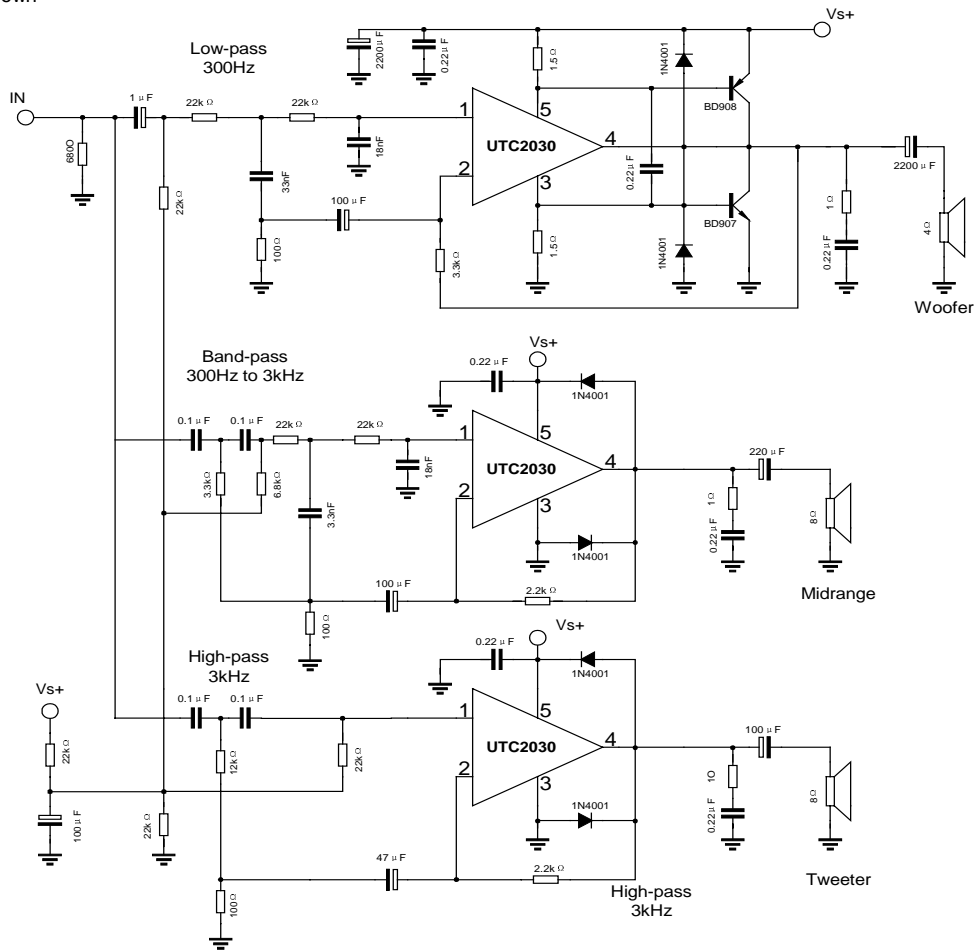 Vs+
Low-pass
300Hz
2200μF
0.22μF
1.5Ω
1N4001
BD908
IN
1μF
22kΩ
22kΩ
1
5
UTC2030
4
2
3
680Ω
18nF
33nF
22kΩ
100μF
100Ω
3.3kΩ
0.22μF
1.5Ω
BD907
1N4001
1Ω
0.22μF
2200μF
4Ω
Woofer
Band-pass
300Hz to 3kHz
Vs+
0.22μF
1N4001
0.1μF
0.1μF
22kΩ
22kΩ
1
5
UTC2030
4
2
3
3.3kΩ
6.8kΩ
18nF
3.3nF
1N4001
220μF
1Ω
0.22μF
8Ω
100μF
2.2kΩ
100Ω
Midrange
High-pass
3kHz
Vs+
0.22μF
1N4001
0.1μF
0.1μF
1
5
UTC2030
4
2
3
Vs+
22kΩ
100μF
22kΩ
12kΩ
22kΩ
1N4001
100μF
1Ω
0.22μF
8Ω
47μF
2.2kΩ
100Ω
High-pass
3kHz
Tweeter